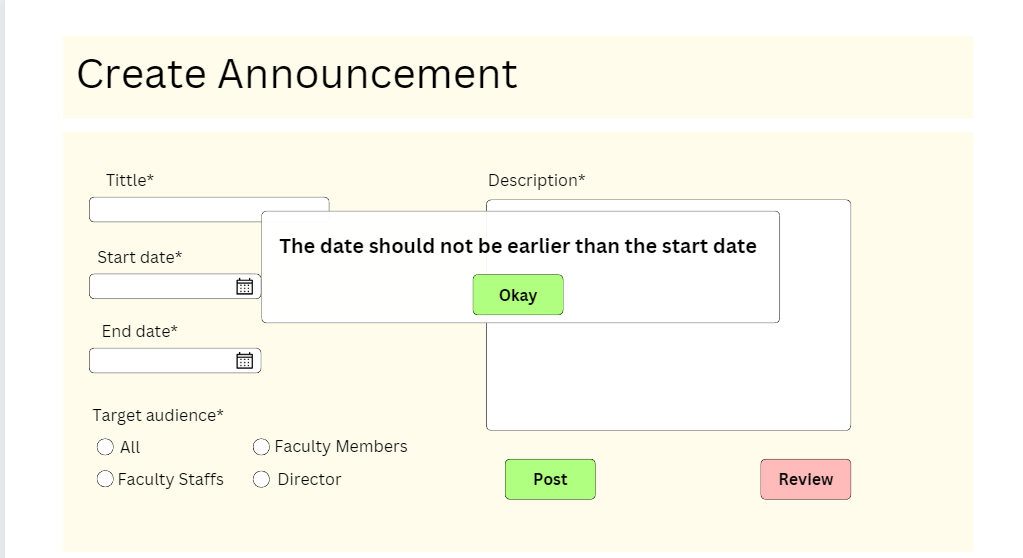 Create Announcement
Tittle*
Description*
The date should not be earlier than the start date
Start date*
Okay
End date*
Target audience*
All
Faculty Members
Faculty Staffs
Director
Post
Review